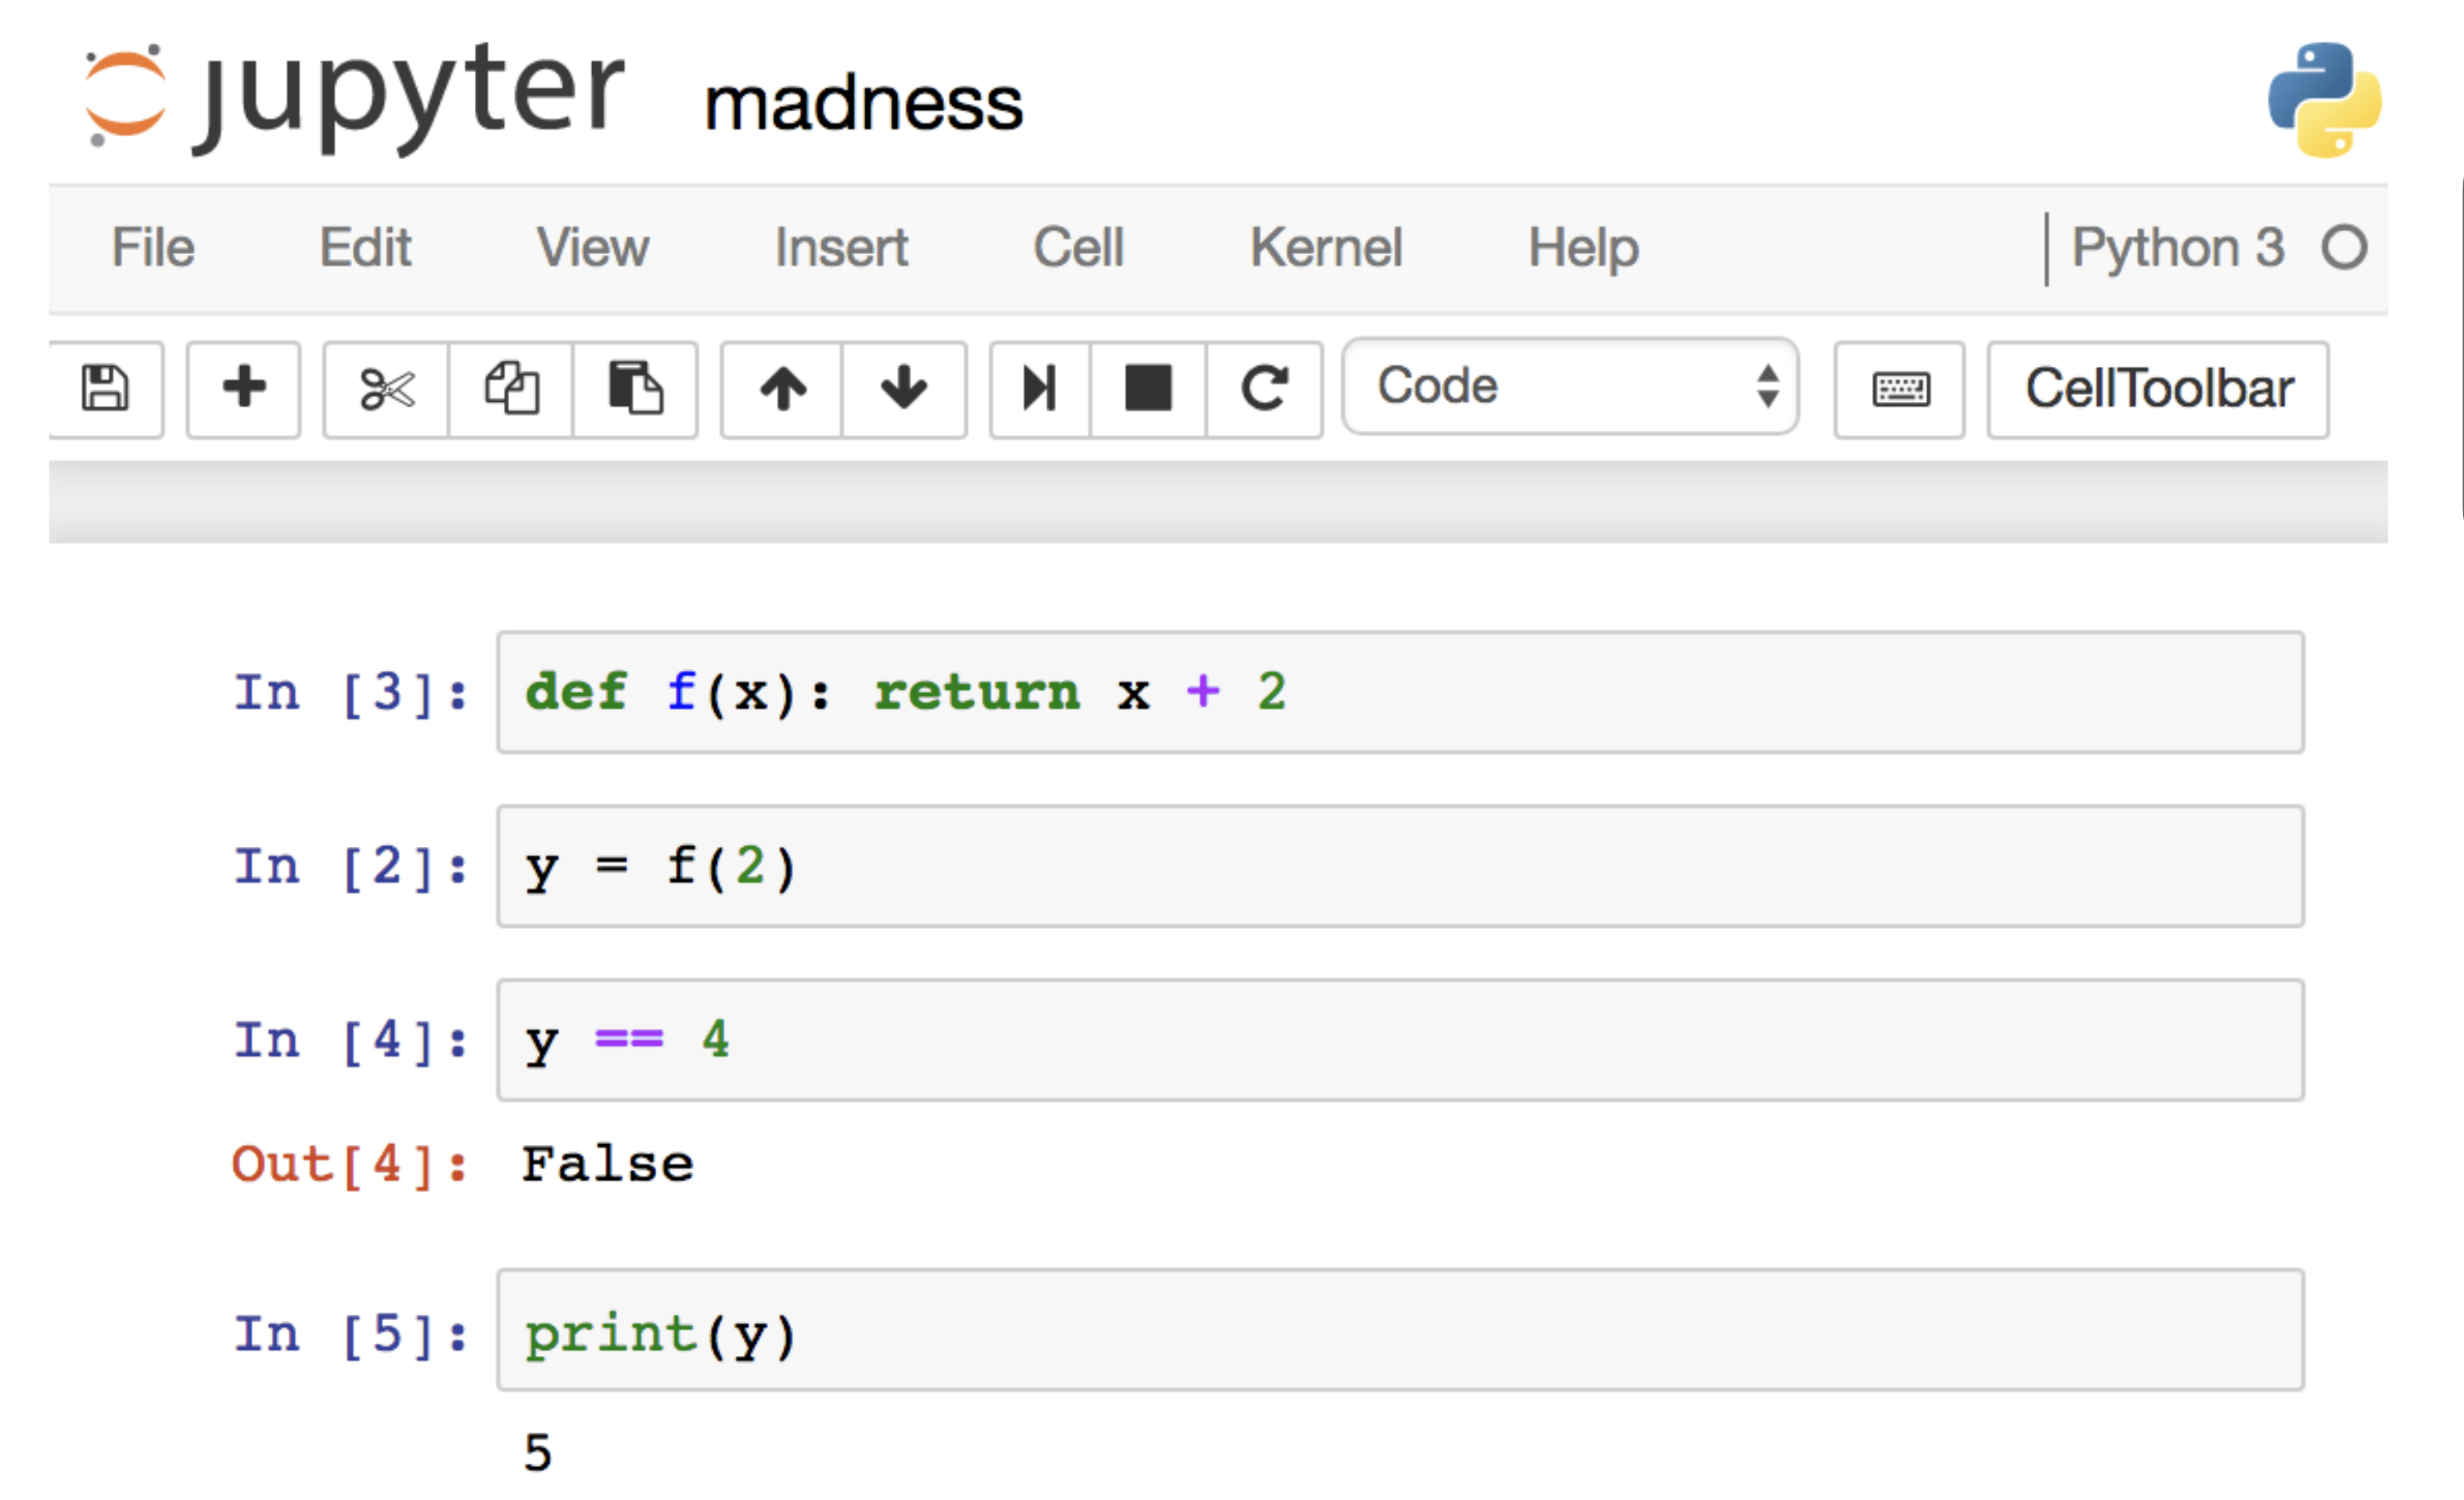 jupyter madness
File Edit View Insert Cell Kernel Help Python 3
Code CellToolbar
In [3]: def f(x): return x + 2
In [2]: y = f(2)
In [4]: y == 4
Out[4]: False
In [5]: print(y)
5